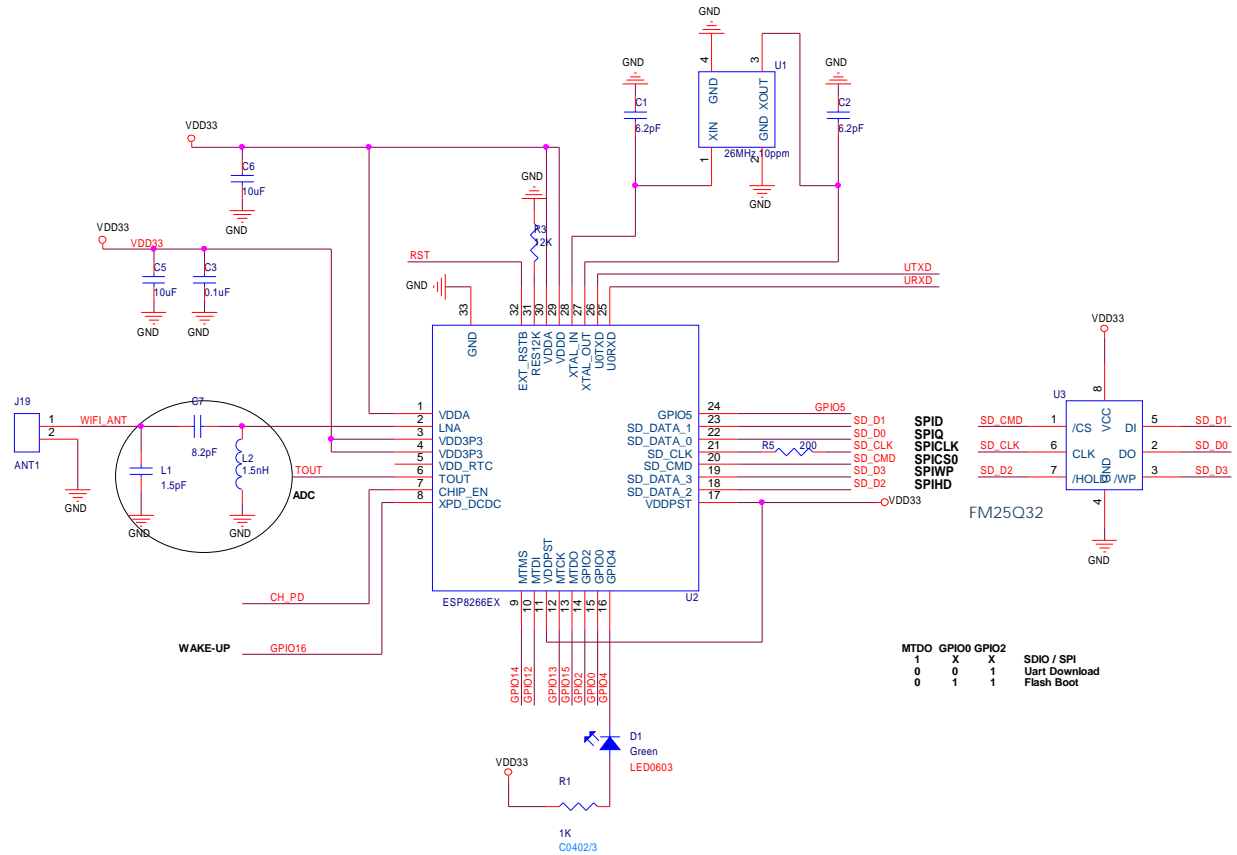 GND
4
3
U1
GND
XOUT
XIN
GND
1
2
26MHz,10ppm
GND
GND
C1
6.2pF
GND
C2
6.2pF
VDD33
C6
10uF
GND
GND
R3
12K
VDD33
VDD33
C5
10uF
GND
C3
0.1uF
GND
RST
GND
UTXD
URXD
33
32
31
30
29
28
27
26
25
GND
EXT_RSTB
RES12K
VDDA
VDDD
XTAL_IN
XTAL_OUT
U0TXD
U0RXD
J19
1
2
ANT1
GND
WIFI_ANT
C7
8.2pF
L1
1.5pF
GND
L2
1.5nH
GND
TOUT
ADC
CH_PD
WAKE-UP
GPIO16
1 VDDA
2 LNA
3 VDD3P3
4 VDD3P3
5 VDD_RTC
6 TOUT
7 CHIP_EN
8 XPD_DCDC
GPIO5 24 GPIO5
SD_DATA_1 23 SD_D1 SPID
SD_DATA_0 22 SD_D0 SPIQ
SD_CLK 21 R5 200 SD_CLK SPICLK
SD_CMD 20 SD_CMD SPICS0
SD_DATA_3 19 SD_D3 SPIWP
SD_DATA_2 18 SD_D2 SPIHD
VDDPST 17 VDD33
MTMS
MTDI
VDDPST
MTCK
MTDO
GPIO2
GPIO0
GPIO4
ESP8266EX
U2
9
10
11
12
13
14
15
16
GPIO14
GPIO12
GPIO13
GPIO15
GPIO2
GPIO0
GPIO4
D1
Green
LED0603
VDD33
R1
1K
C0402/3
VDD33
U3
8
VCC
SD_CMD 1 /CS DI 5 SD_D1
SD_CLK 6 CLK DO 2 SD_D0
SD_D2 7 /HOLD /WP 3 SD_D3
GND
4
FM25Q32
GND
MTDO GPIO0 GPIO2
1 X X SDIO / SPI
0 0 1 Uart Download
0 1 1 Flash Boot